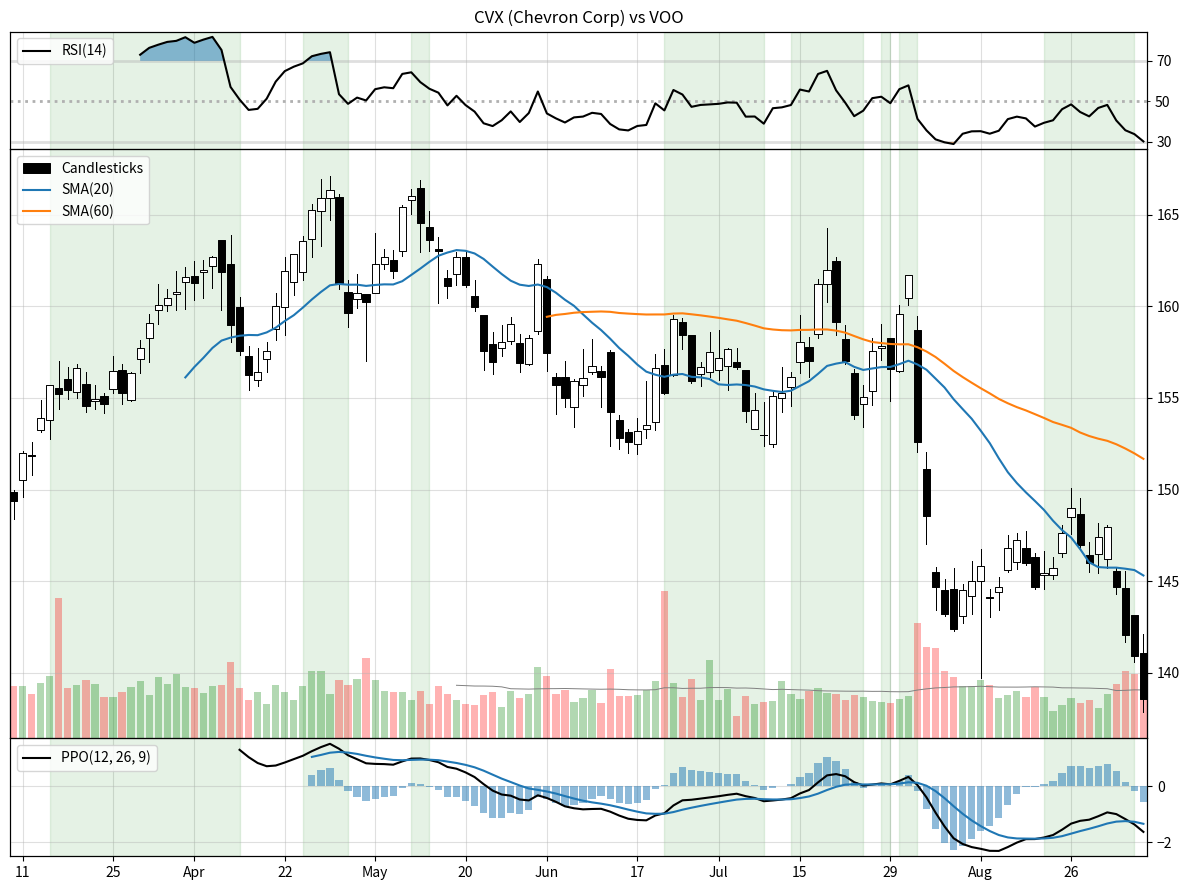 CVX (Chevron Corp) vs VOO
RSI(14)
70
50
30
Candlesticks
SMA(20)
SMA(60)
165
160
155
150
145
140
PPO(12, 26, 9)
0
−2
11 25 Apr 22 May 20 Jun 17 Jul 15 29 Aug 26